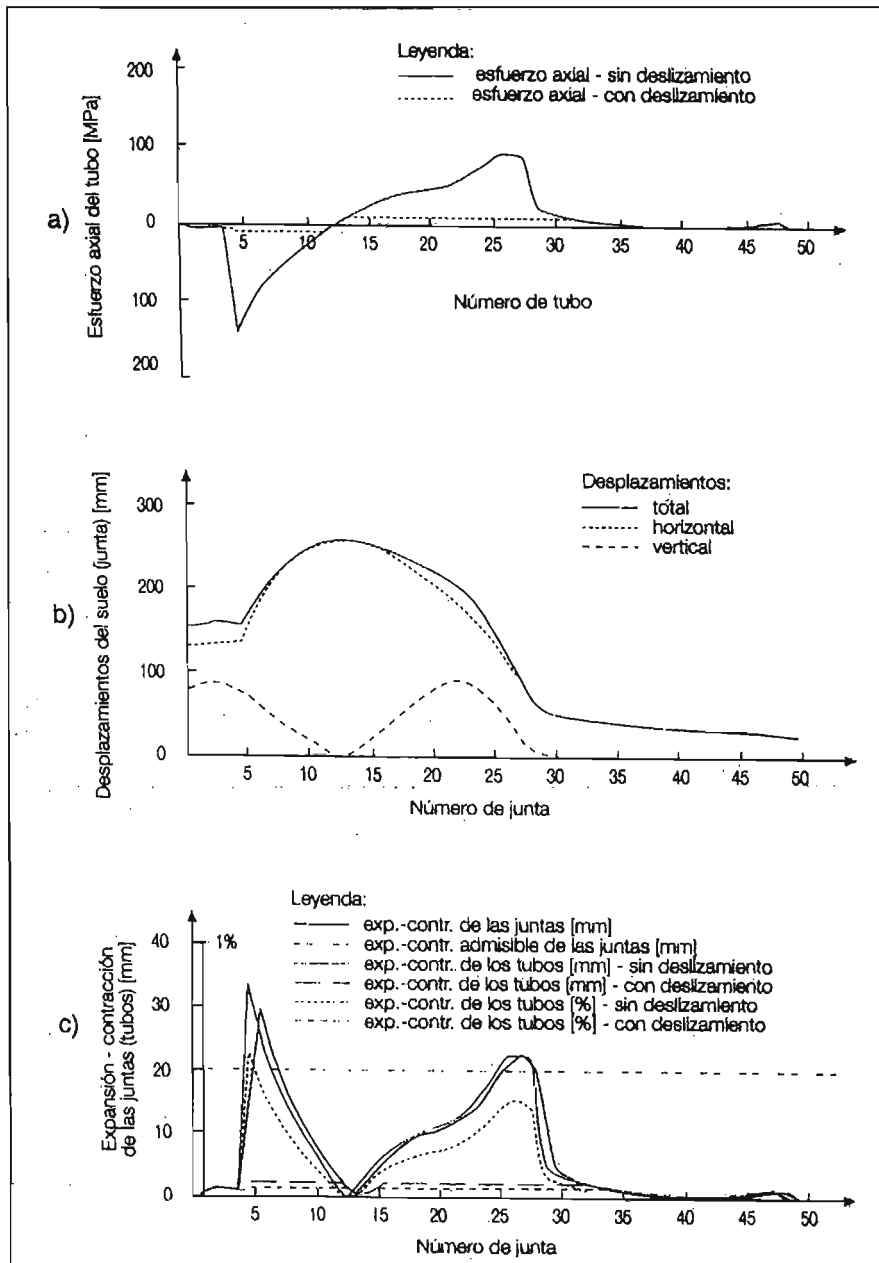 Leyenda:
esfuerzo axial - sin deslizamiento
esfuerzo axial - con deslizamiento
200
100
0
100
200
5 10 15 20 25 30 35 40 45 50
Esfuerzo axial del tubo [MPa]
a)
Número de tubo
Desplazamientos:
total
horizontal
vertical
300
200
100
0
5 10 15 20 25 30 35 40 45 50
Desplazamientos del suelo (junta) [mm]
b)
Número de junta
Leyenda:
exp.-contr. de las juntas [mm]
exp.-contr. admisible de las juntas [mm]
exp.-contr. de los tubos [mm] - sin deslizamiento
exp.-contr. de los tubos [mm] - con deslizamiento
exp.-contr. de los tubos [%] - sin deslizamiento
exp.-contr. de los tubos [%] - con deslizamiento
40
1%
30
20
10
0
5 10 15 20 25 30 35 40 45 50
Expansión - contracción
de las juntas (tubos) [mm]
c)
Número de junta